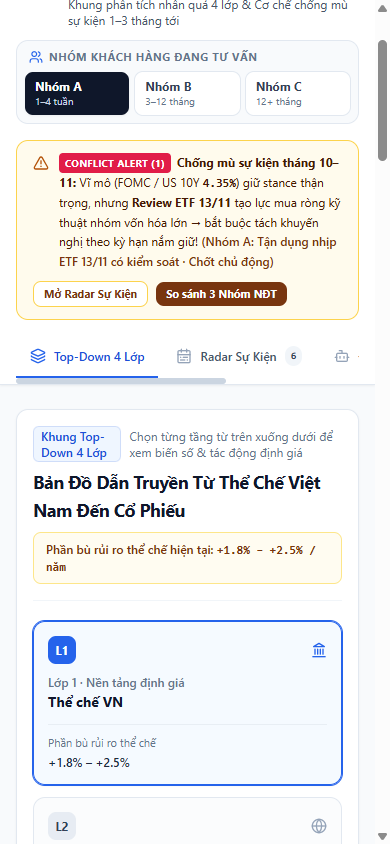 Khung phân tích nhân quả 4 lớp & Cơ chế chống mù
sự kiện 1–3 tháng tới
NHÓM KHÁCH HÀNG ĐANG TƯ VẤN
Nhóm A
1–4 tuần
Nhóm B
3–12 tháng
Nhóm C
12+ tháng
CONFLICT ALERT (1) Chống mù sự kiện tháng 10–
11: Vĩ mô (FOMC / US 10Y 4.35%) giữ stance thận
trọng, nhưng Review ETF 13/11 tạo lực mua ròng kỹ
thuật nhóm vốn hóa lớn → bắt buộc tách khuyến
nghị theo kỳ hạn nắm giữ! (Nhóm A: Tận dụng nhịp
ETF 13/11 có kiểm soát · Chốt chủ động)
Mở Radar Sự Kiện
So sánh 3 Nhóm NĐT
Top-Down 4 Lớp
Radar Sự Kiện 6
Khung Top-
Down 4 Lớp
Chọn từng tầng từ trên xuống dưới để
xem biến số & tác động định giá
Bản Đồ Dẫn Truyền Từ Thể Chế Việt
Nam Đến Cổ Phiếu
Phần bù rủi ro thể chế hiện tại: +1.8% – +2.5% /
năm
L1
Lớp 1 · Nền tảng định giá
Thể chế VN
Phần bù rủi ro thể chế
+1.8% – +2.5%
L2